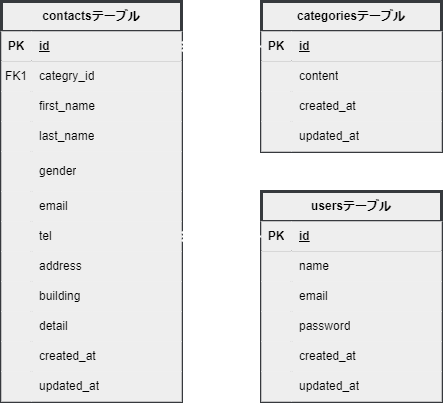 contactsテーブル
PK id
FK1 categry_id
first_name
last_name
gender
email
tel
address
building
detail
created_at
updated_at
categoriesテーブル
PK id
content
created_at
updated_at
usersテーブル
PK id
name
email
password
created_at
updated_at